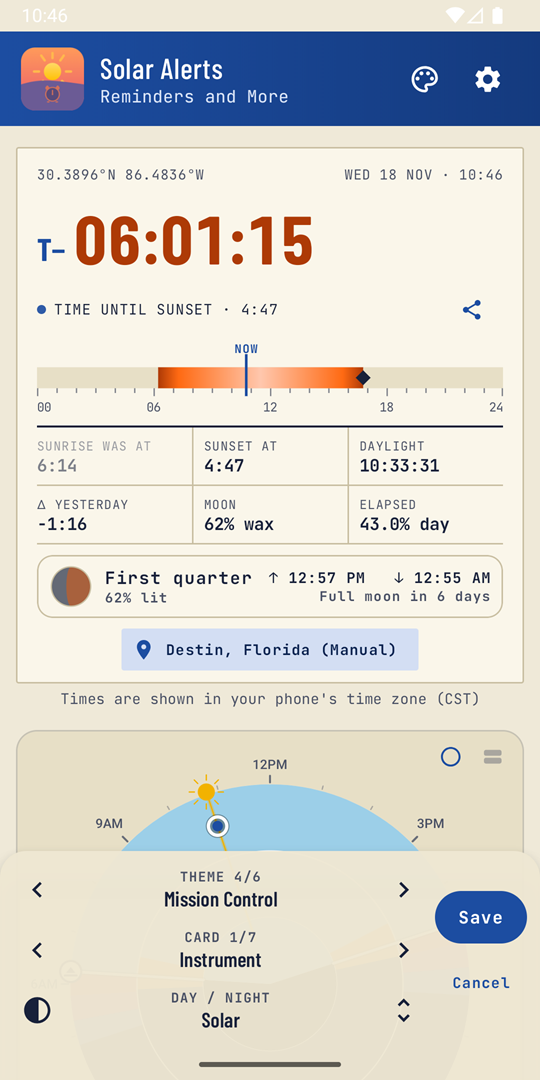 10:46
Solar Alerts
Reminders and More
30.3896°N 86.4836°W WED 18 NOV · 10:46
T− 06:01:15
TIME UNTIL SUNSET · 4:47
NOW
00 06 12 18 24
SUNRISE WAS AT SUNSET AT DAYLIGHT
6:14 4:47 10:33:31
Δ YESTERDAY MOON ELAPSED
-1:16 62% wax 43.0% day
First quarter ↑ 12:57 PM ↓ 12:55 AM
62% lit Full moon in 6 days
Destin, Florida (Manual)
Times are shown in your phone's time zone (CST)
12PM
9AM 3PM
THEME 4/6
Mission Control
Save
CARD 1/7
Instrument
Cancel
DAY / NIGHT
Solar